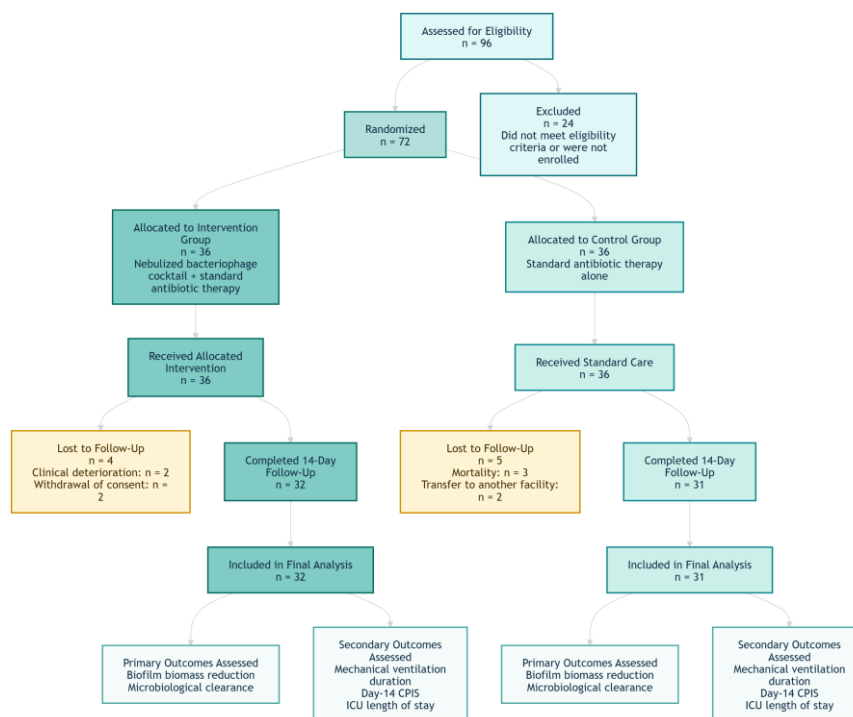 Assessed for Eligibility
n = 96
Excluded
n = 24
Did not meet eligibility
criteria or were not
enrolled
Randomized
n = 72
Allocated to Intervention
Group
n = 36
Nebulized bacteriophage
cocktail + standard
antibiotic therapy
Allocated to Control Group
n = 36
Standard antibiotic therapy
alone
Received Allocated
Intervention
n = 36
Received Standard Care
n = 36
Lost to Follow-Up
n = 4
Clinical deterioration: n = 2
Withdrawal of consent: n =
2
Completed 14-Day
Follow-Up
n = 32
Lost to Follow-Up
n = 5
Mortality: n = 3
Transfer to another facility:
n = 2
Completed 14-Day
Follow-Up
n = 31
Included in Final Analysis
n = 32
Included in Final Analysis
n = 31
Primary Outcomes Assessed
Biofilm biomass reduction
Microbiological clearance
Secondary Outcomes
Assessed
Mechanical ventilation
duration
Day-14 CPIS
ICU length of stay
Primary Outcomes Assessed
Biofilm biomass reduction
Microbiological clearance
Secondary Outcomes
Assessed
Mechanical ventilation
duration
Day-14 CPIS
ICU length of stay